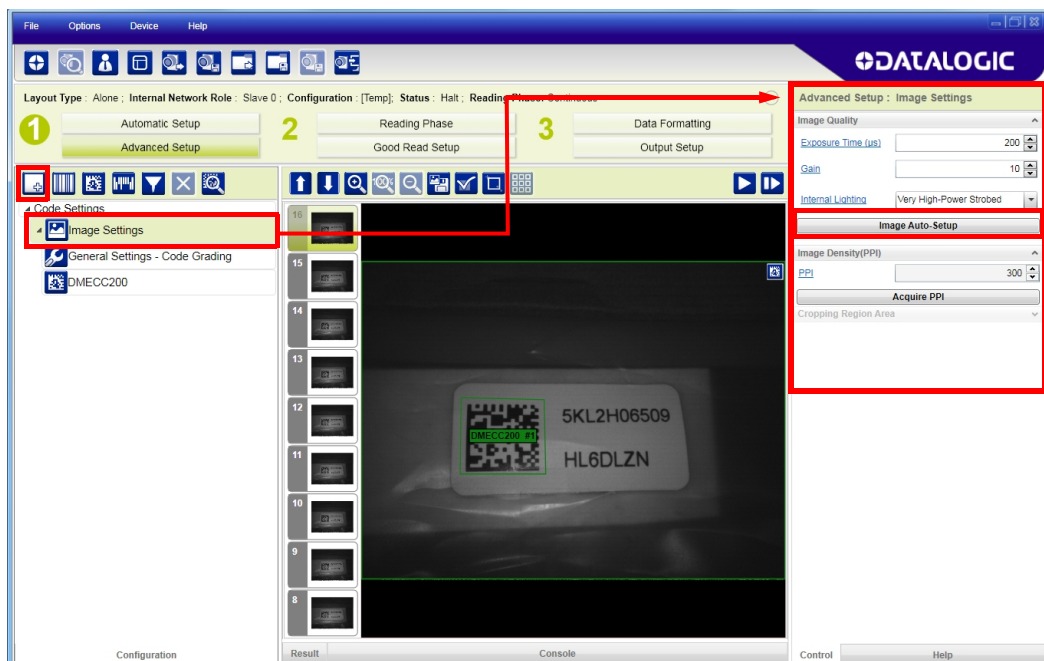 File Options Device Help
DATALOGIC
Layout Type : Alone ; Internal Network Role : Slave 0 ; Configuration : [Temp]; Status : Halt ; Reading Phase: Continuous
1 Automatic Setup 2 Reading Phase 3 Data Formatting
Advanced Setup Good Read Setup Output Setup
Code Settings
Image Settings
General Settings - Code Grading
DMECC200
16
15
14
13
12
11
10
9
8
DMECC200 #1
5KL2H06509
HL6DLZN
Advanced Setup : Image Settings
Image Quality
Exposure Time (µs) 200
Gain 10
Internal Lighting Very High-Power Strobed
Image Auto-Setup
Image Density(PPI)
PPI 300
Acquire PPI
Cropping Region Area
Configuration Result Console Control Help